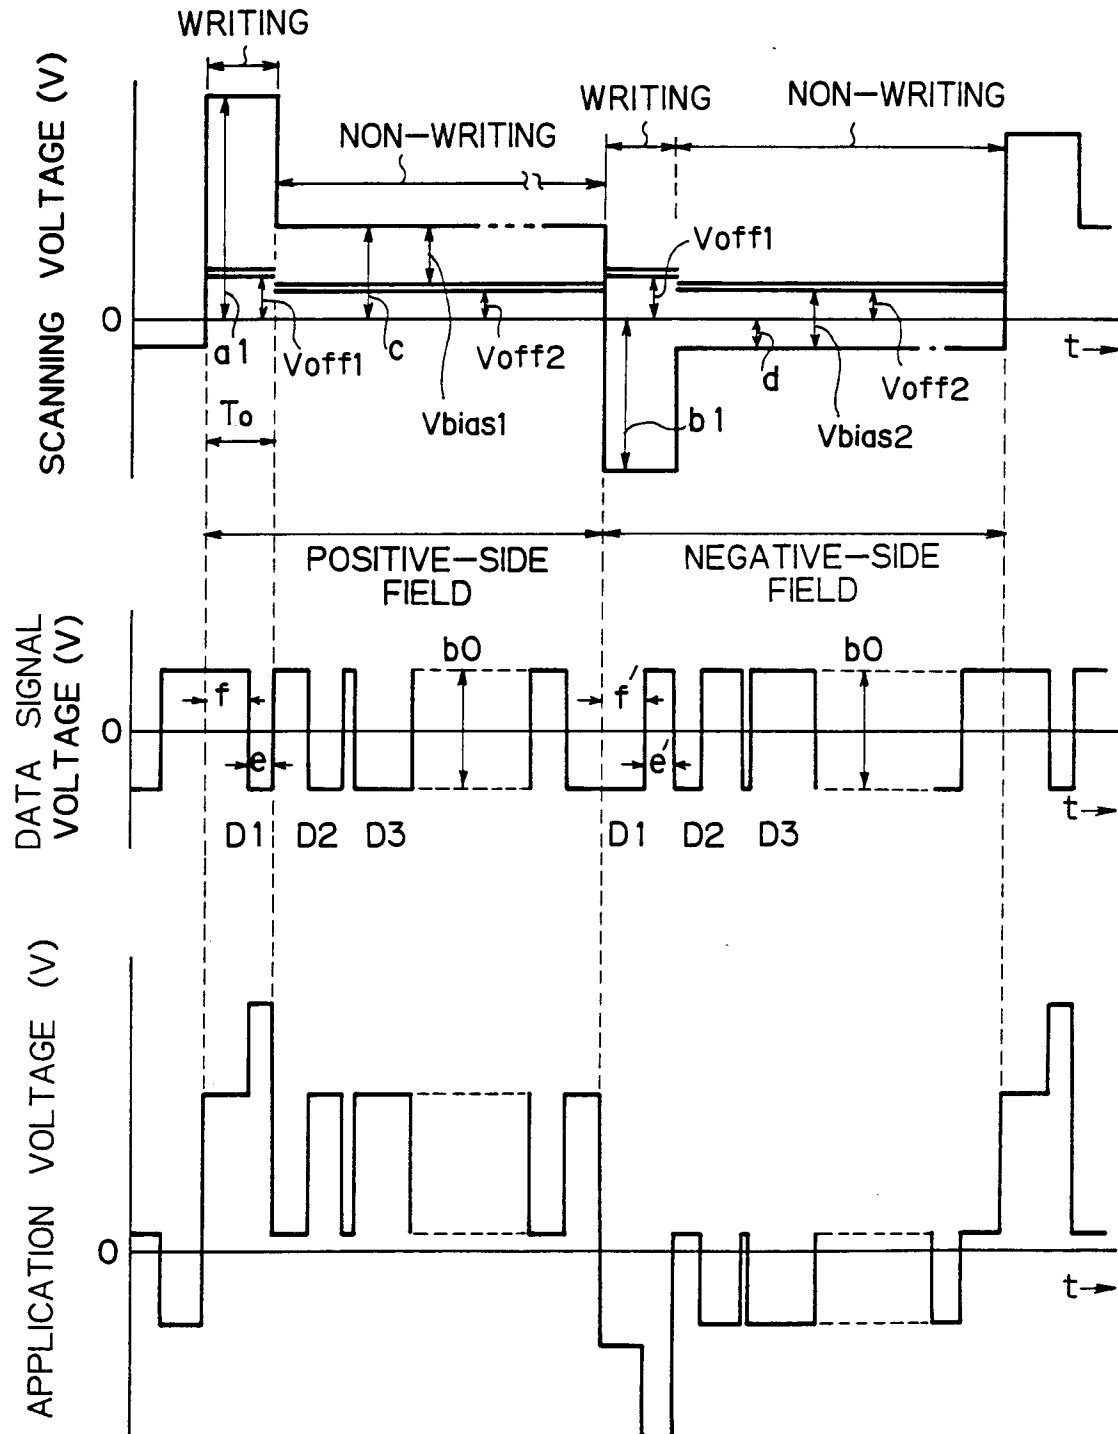 WRITING
SCANNING VOLTAGE (V)
NON-WRITING
WRITING
NON-WRITING
Voff1
0
a1
Voff1
c
Voff2
d
Voff2
t
To
Vbias1
b1
Vbias2
POSITIVE-SIDE
FIELD
NEGATIVE-SIDE
FIELD
DATA SIGNAL
VOLTAGE (V)
b0
b0
f
f′
0
e
e′
t
D1 D2 D3 D1 D2 D3
APPLICATION VOLTAGE (V)
0
t